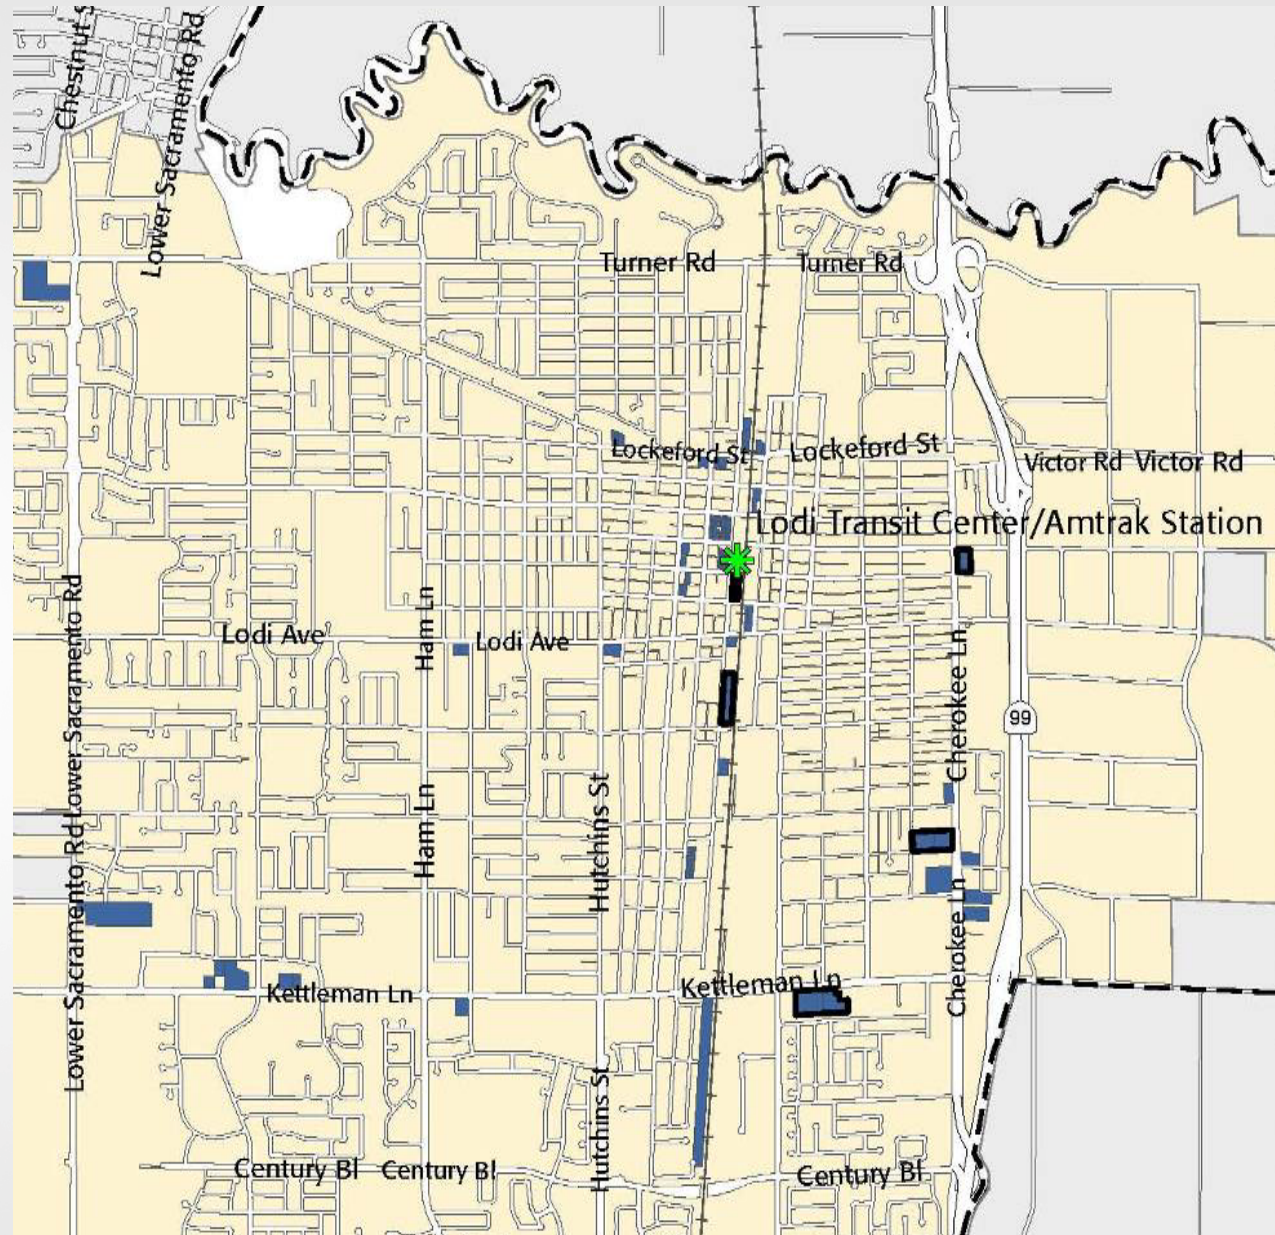 Chestnut S
Lower Sacramento Rd
Turner Rd
Turner Rd
Lockeford St
Lockeford St
Victor Rd
Victor Rd
Lodi Transit Center/Amtrak Station
Lower Sacramento Rd
Lower Sacramento Rd
Ham Ln
Lodi Ave
Lodi Ave
Cherokee Ln
99
Ham Ln
Hutchins St
Cherokee Ln
Kettleman Ln
Kettleman Ln
Hutchins St
Century Bl
Century Bl
Century Bl